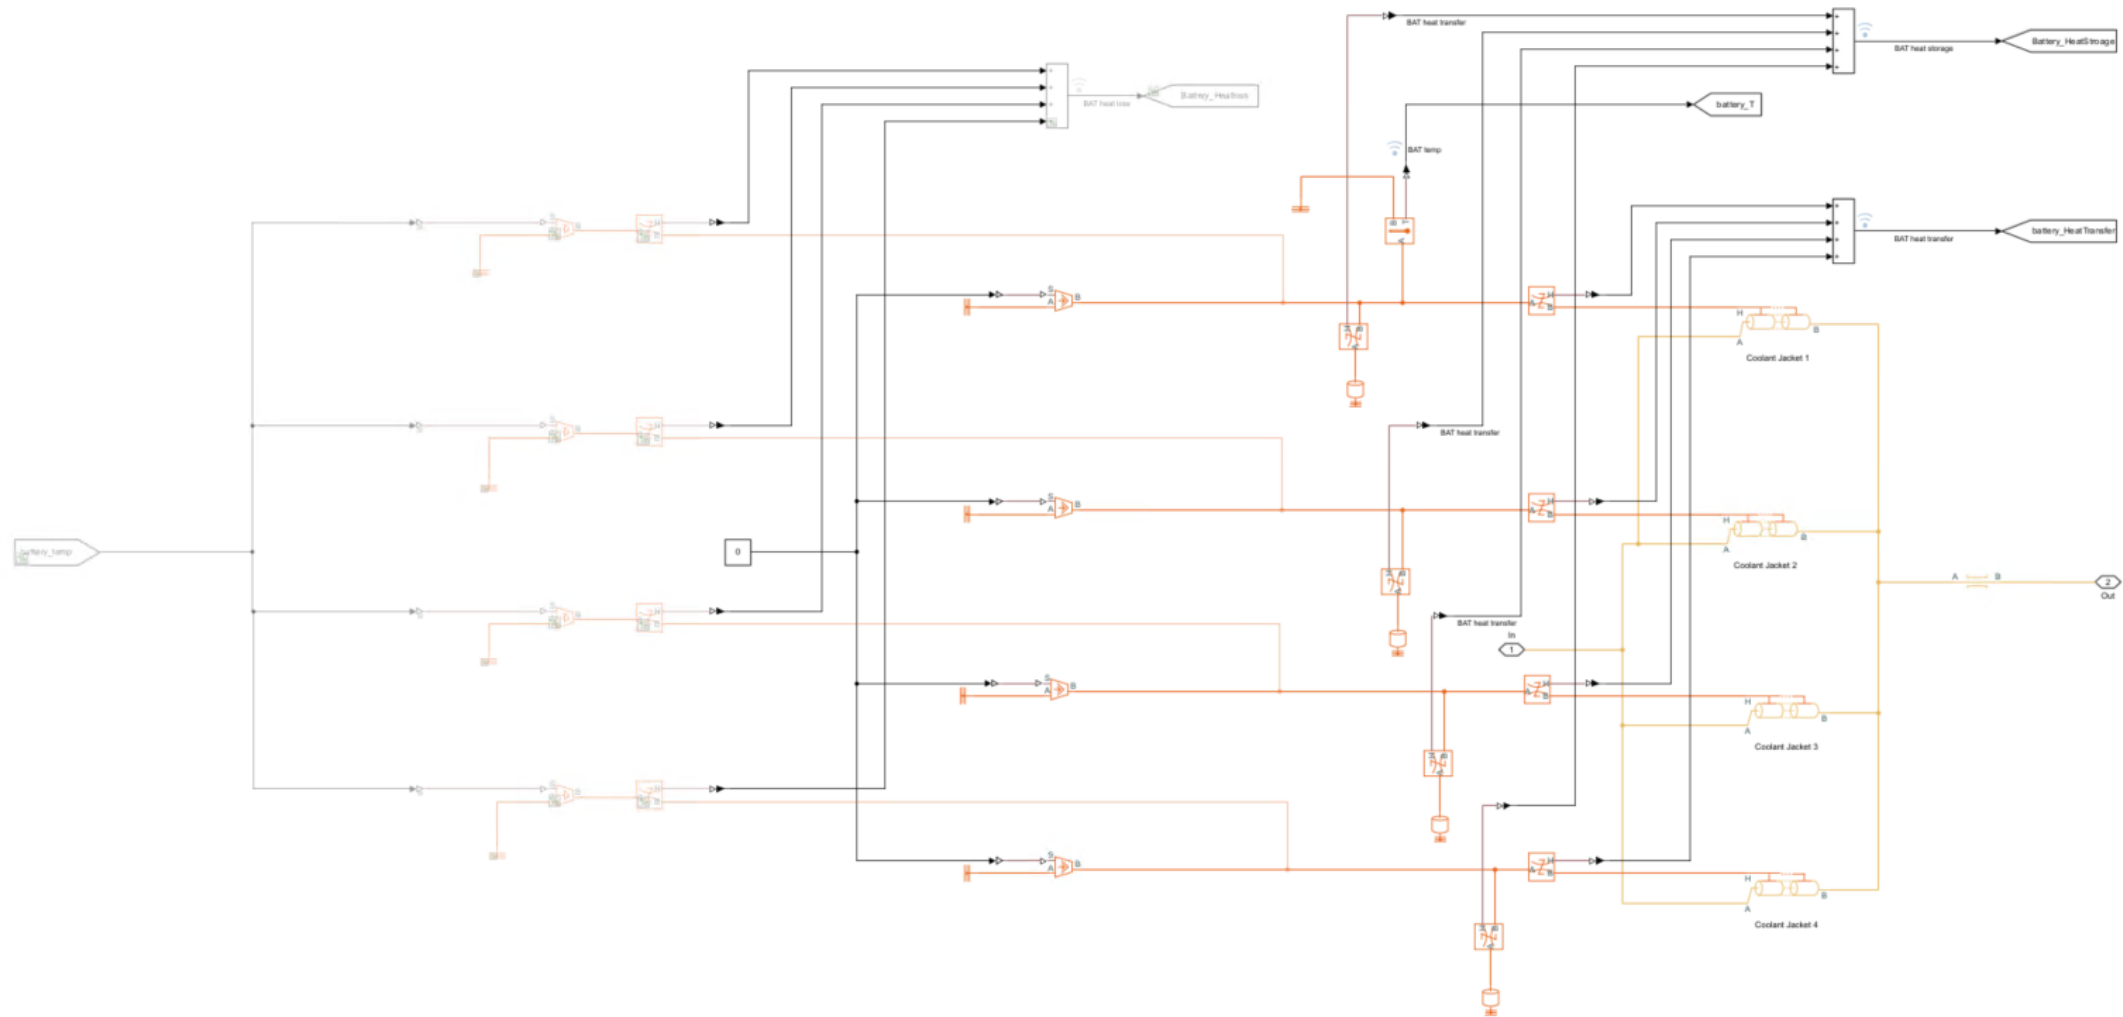 BAT heat transfer
BAT heat storage
Battery_HeatStroage
BAT heat loss
battery_T
BAT temp
S
A
B
B
T
A
A
H
B
BAT heat transfer
battery_HeatTransfer
H
A
B
Coolant Jacket 1
BAT heat transfer
S
A
B
A
H
B
H
A
B
Coolant Jacket 2
battery_temp
0
A
B
2
Out
BAT heat transfer
In
1
S
A
B
A
H
B
H
A
B
Coolant Jacket 3
S
A
B
A
H
B
H
A
B
Coolant Jacket 4